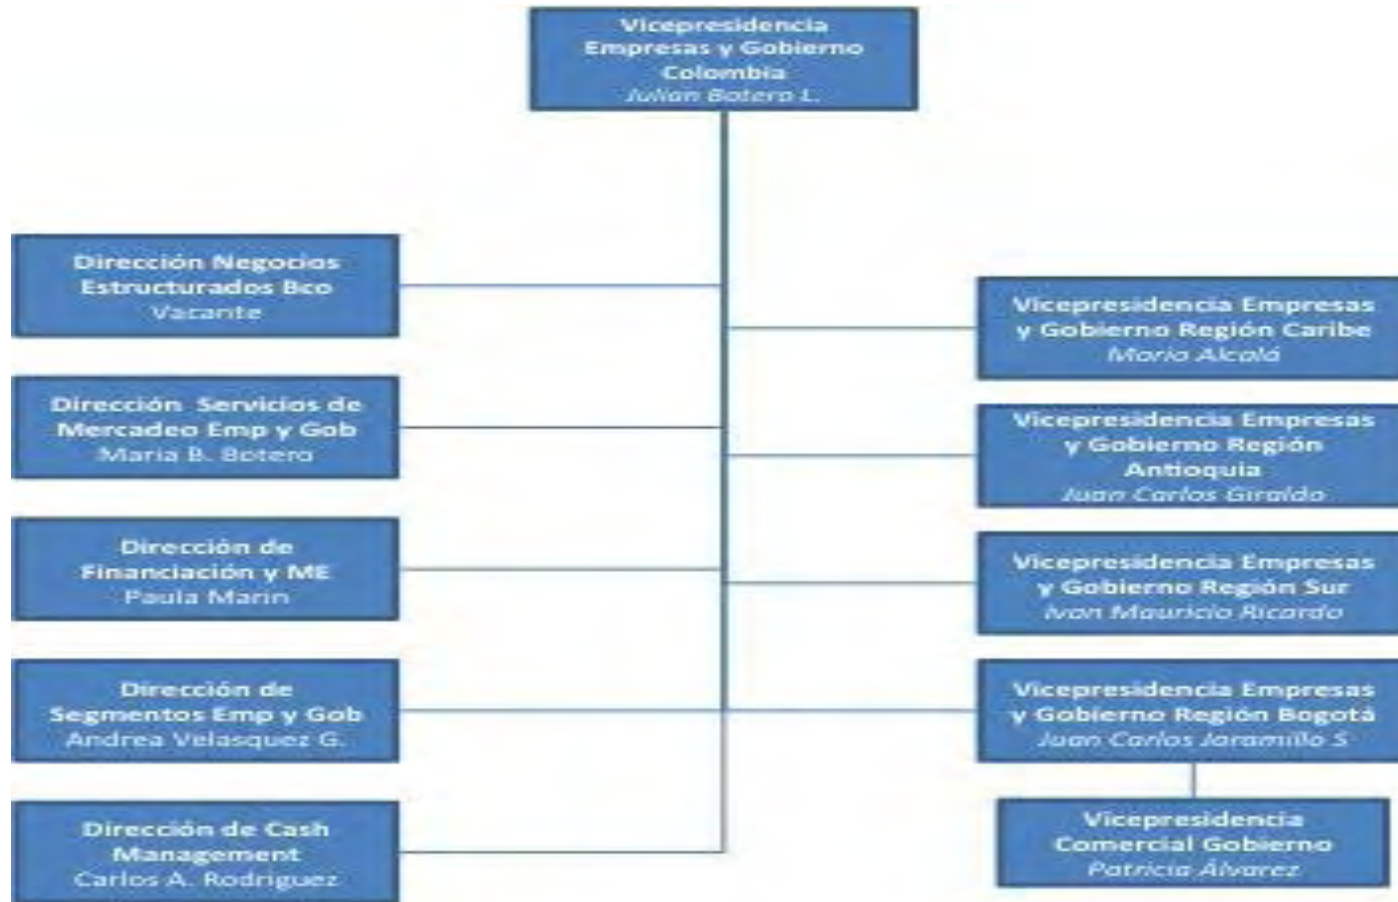 Vicepresidencia
Empresas y Gobierno
Colombia
Julian Botero L.
Dirección Negocios
Estructurados Bco
Vacante
Dirección Servicios de
Mercadeo Emp y Gob
Maria B. Botero
Dirección de
Financiación y ME
Paula Marin
Dirección de
Segmentos Emp y Gob
Andrea Velasquez G.
Dirección de Cash
Management
Carlos A. Rodriguez
Vicepresidencia Empresas
y Gobierno Región Caribe
Mario Alcalá
Vicepresidencia Empresas
y Gobierno Región
Antioquia
Juan Carlos Giraldo
Vicepresidencia Empresas
y Gobierno Región Sur
Ivan Mauricio Ricardo
Vicepresidencia Empresas
y Gobierno Región Bogotá
Juan Carlos Jaramillo S
Vicepresidencia
Comercial Gobierno
Patricia Álvarez